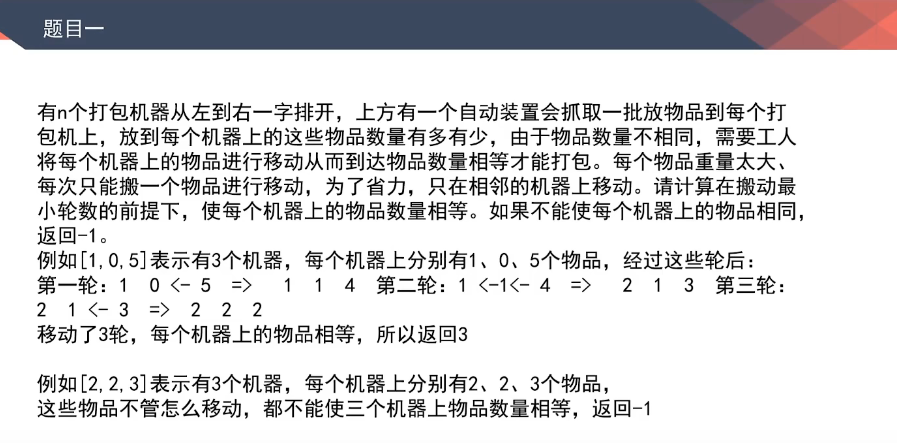 题目一
有n个打包机器从左到右一字排开，上方有一个自动装置会抓取一批放物品到每个打
包机上，放到每个机器上的这些物品数量有多有少，由于物品数量不相同，需要工人
将每个机器上的物品进行移动从而到达物品数量相等才能打包。每个物品重量太大、
每次只能搬一个物品进行移动，为了省力，只在相邻的机器上移动。请计算在搬动最
小轮数的前提下，使每个机器上的物品数量相等。如果不能使每个机器上的物品相同，
返回-1。
例如[1,0,5]表示有3个机器，每个机器上分别有1、0、5个物品，经过这些轮后：
第一轮：1 0 <- 5 => 1 1 4 第二轮：1 <-1<- 4 => 2 1 3 第三轮：
2 1 <- 3 => 2 2 2
移动了3轮，每个机器上的物品相等，所以返回3
例如[2,2,3]表示有3个机器，每个机器上分别有2、2、3个物品，
这些物品不管怎么移动，都不能使三个机器上物品数量相等，返回-1